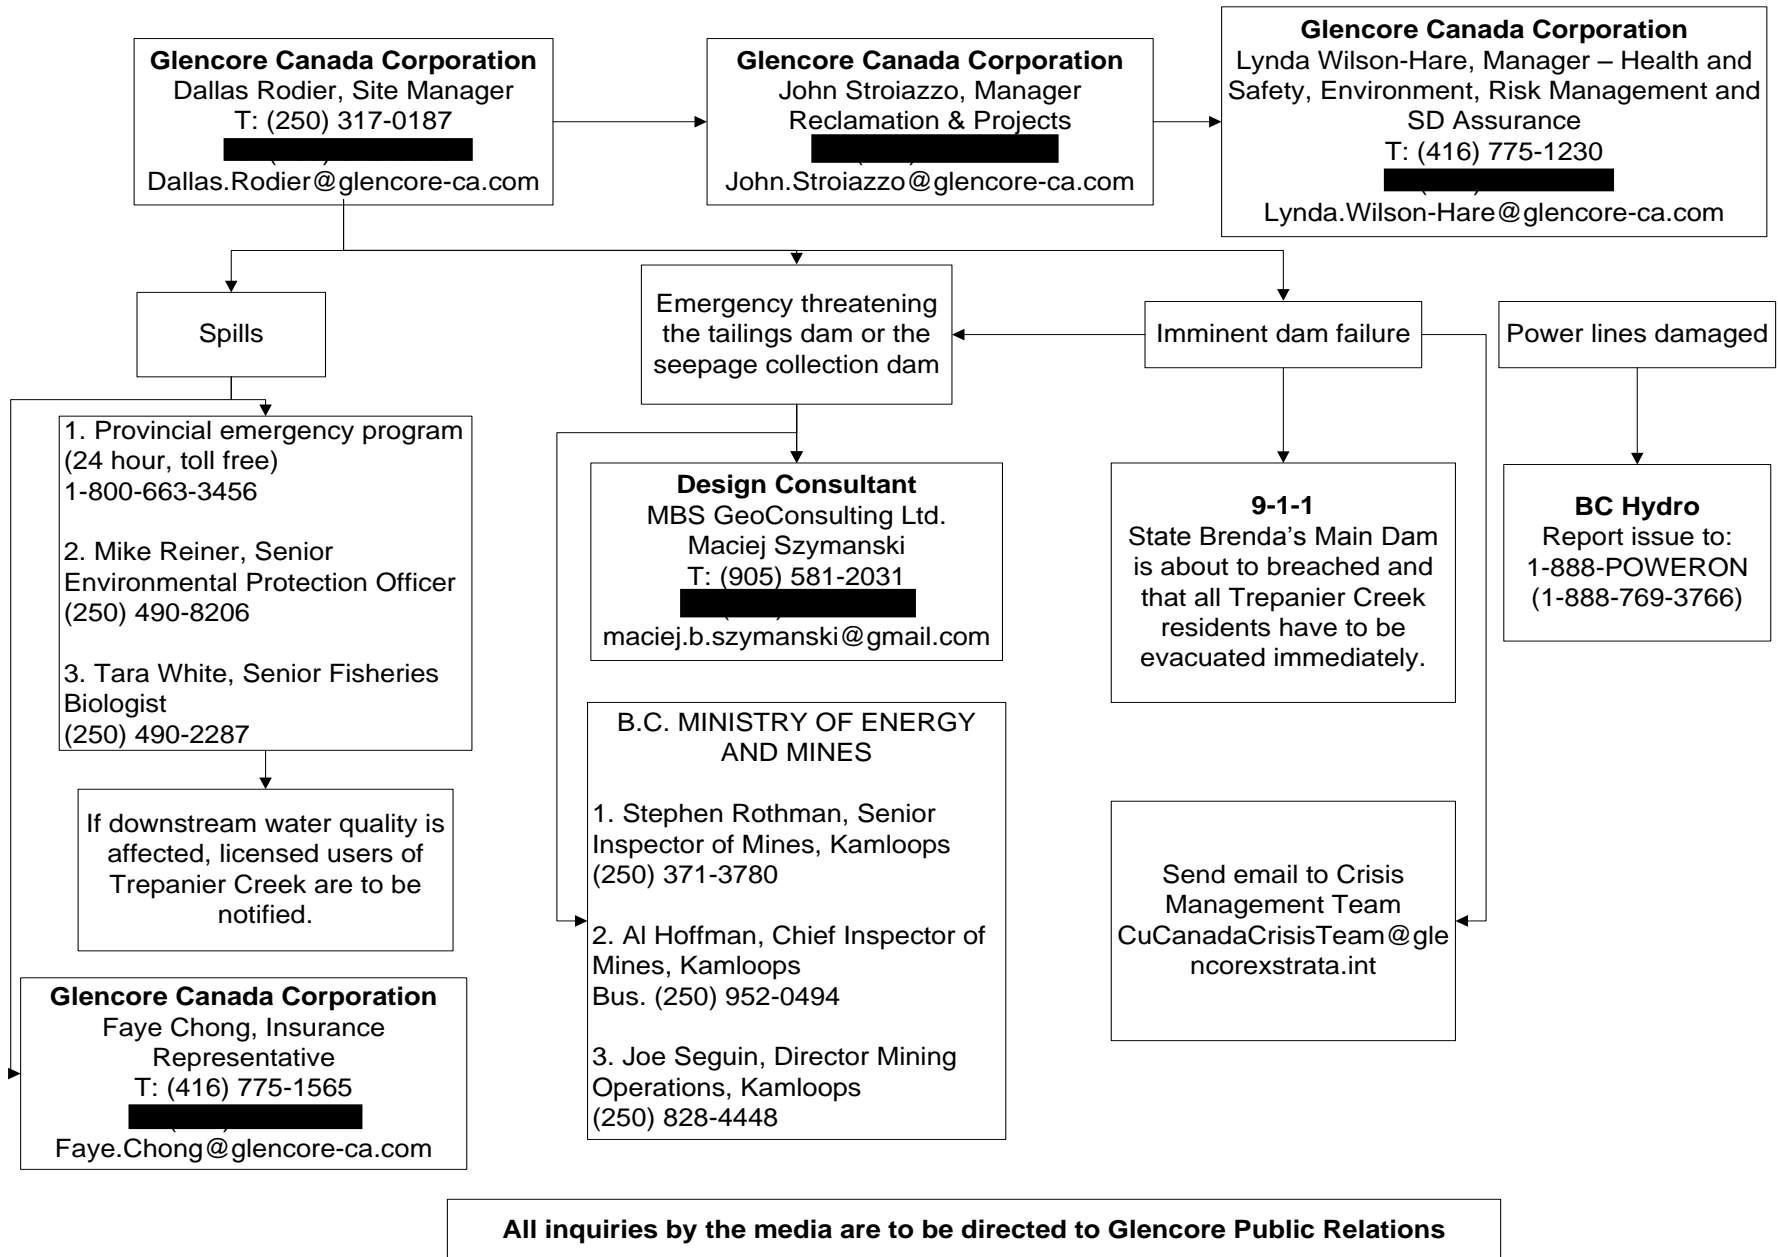 Glencore Canada Corporation
Dallas Rodier, Site Manager
T: (250) 317-0187
Dallas.Rodier@glencore-ca.com
Glencore Canada Corporation
John Stroiazzo, Manager
Reclamation & Projects
John.Stroiazzo@glencore-ca.com
Glencore Canada Corporation
Lynda Wilson-Hare, Manager – Health and
Safety, Environment, Risk Management and
SD Assurance
T: (416) 775-1230
Lynda.Wilson-Hare@glencore-ca.com
Spills
Emergency threatening
the tailings dam or the
seepage collection dam
Imminent dam failure
Power lines damaged
1. Provincial emergency program
(24 hour, toll free)
1-800-663-3456
2. Mike Reiner, Senior
Environmental Protection Officer
(250) 490-8206
3. Tara White, Senior Fisheries
Biologist
(250) 490-2287
If downstream water quality is
affected, licensed users of
Trepanier Creek are to be
notified.
Glencore Canada Corporation
Faye Chong, Insurance
Representative
T: (416) 775-1565
Faye.Chong@glencore-ca.com
Design Consultant
MBS GeoConsulting Ltd.
Maciej Szymanski
T: (905) 581-2031
maciej.b.szymanski@gmail.com
B.C. MINISTRY OF ENERGY
AND MINES
1. Stephen Rothman, Senior
Inspector of Mines, Kamloops
(250) 371-3780
2. Al Hoffman, Chief Inspector of
Mines, Kamloops
Bus. (250) 952-0494
3. Joe Seguin, Director Mining
Operations, Kamloops
(250) 828-4448
9-1-1
State Brenda's Main Dam
is about to breached and
that all Trepanier Creek
residents have to be
evacuated immediately.
Send email to Crisis
Management Team
CuCanadaCrisisTeam@gle
ncorexstrata.int
BC Hydro
Report issue to:
1-888-POWERON
(1-888-769-3766)
All inquiries by the media are to be directed to Glencore Public Relations